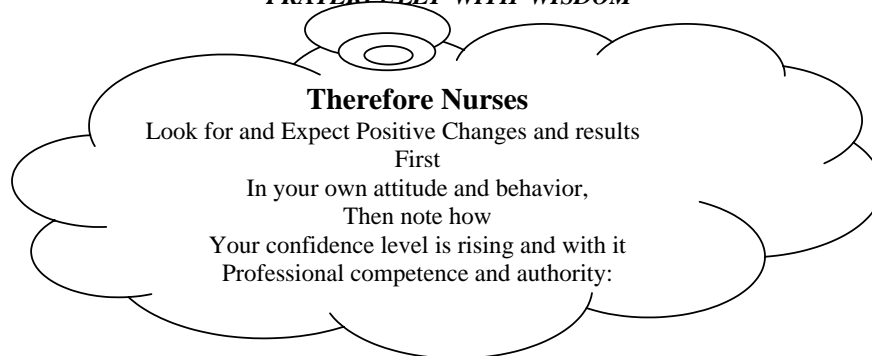 PRAYERFULLY WITH WISDOM
Therefore Nurses
Look for and Expect Positive Changes and results
First
In your own attitude and behavior,
Then note how
Your confidence level is rising and with it
Professional competence and authority: